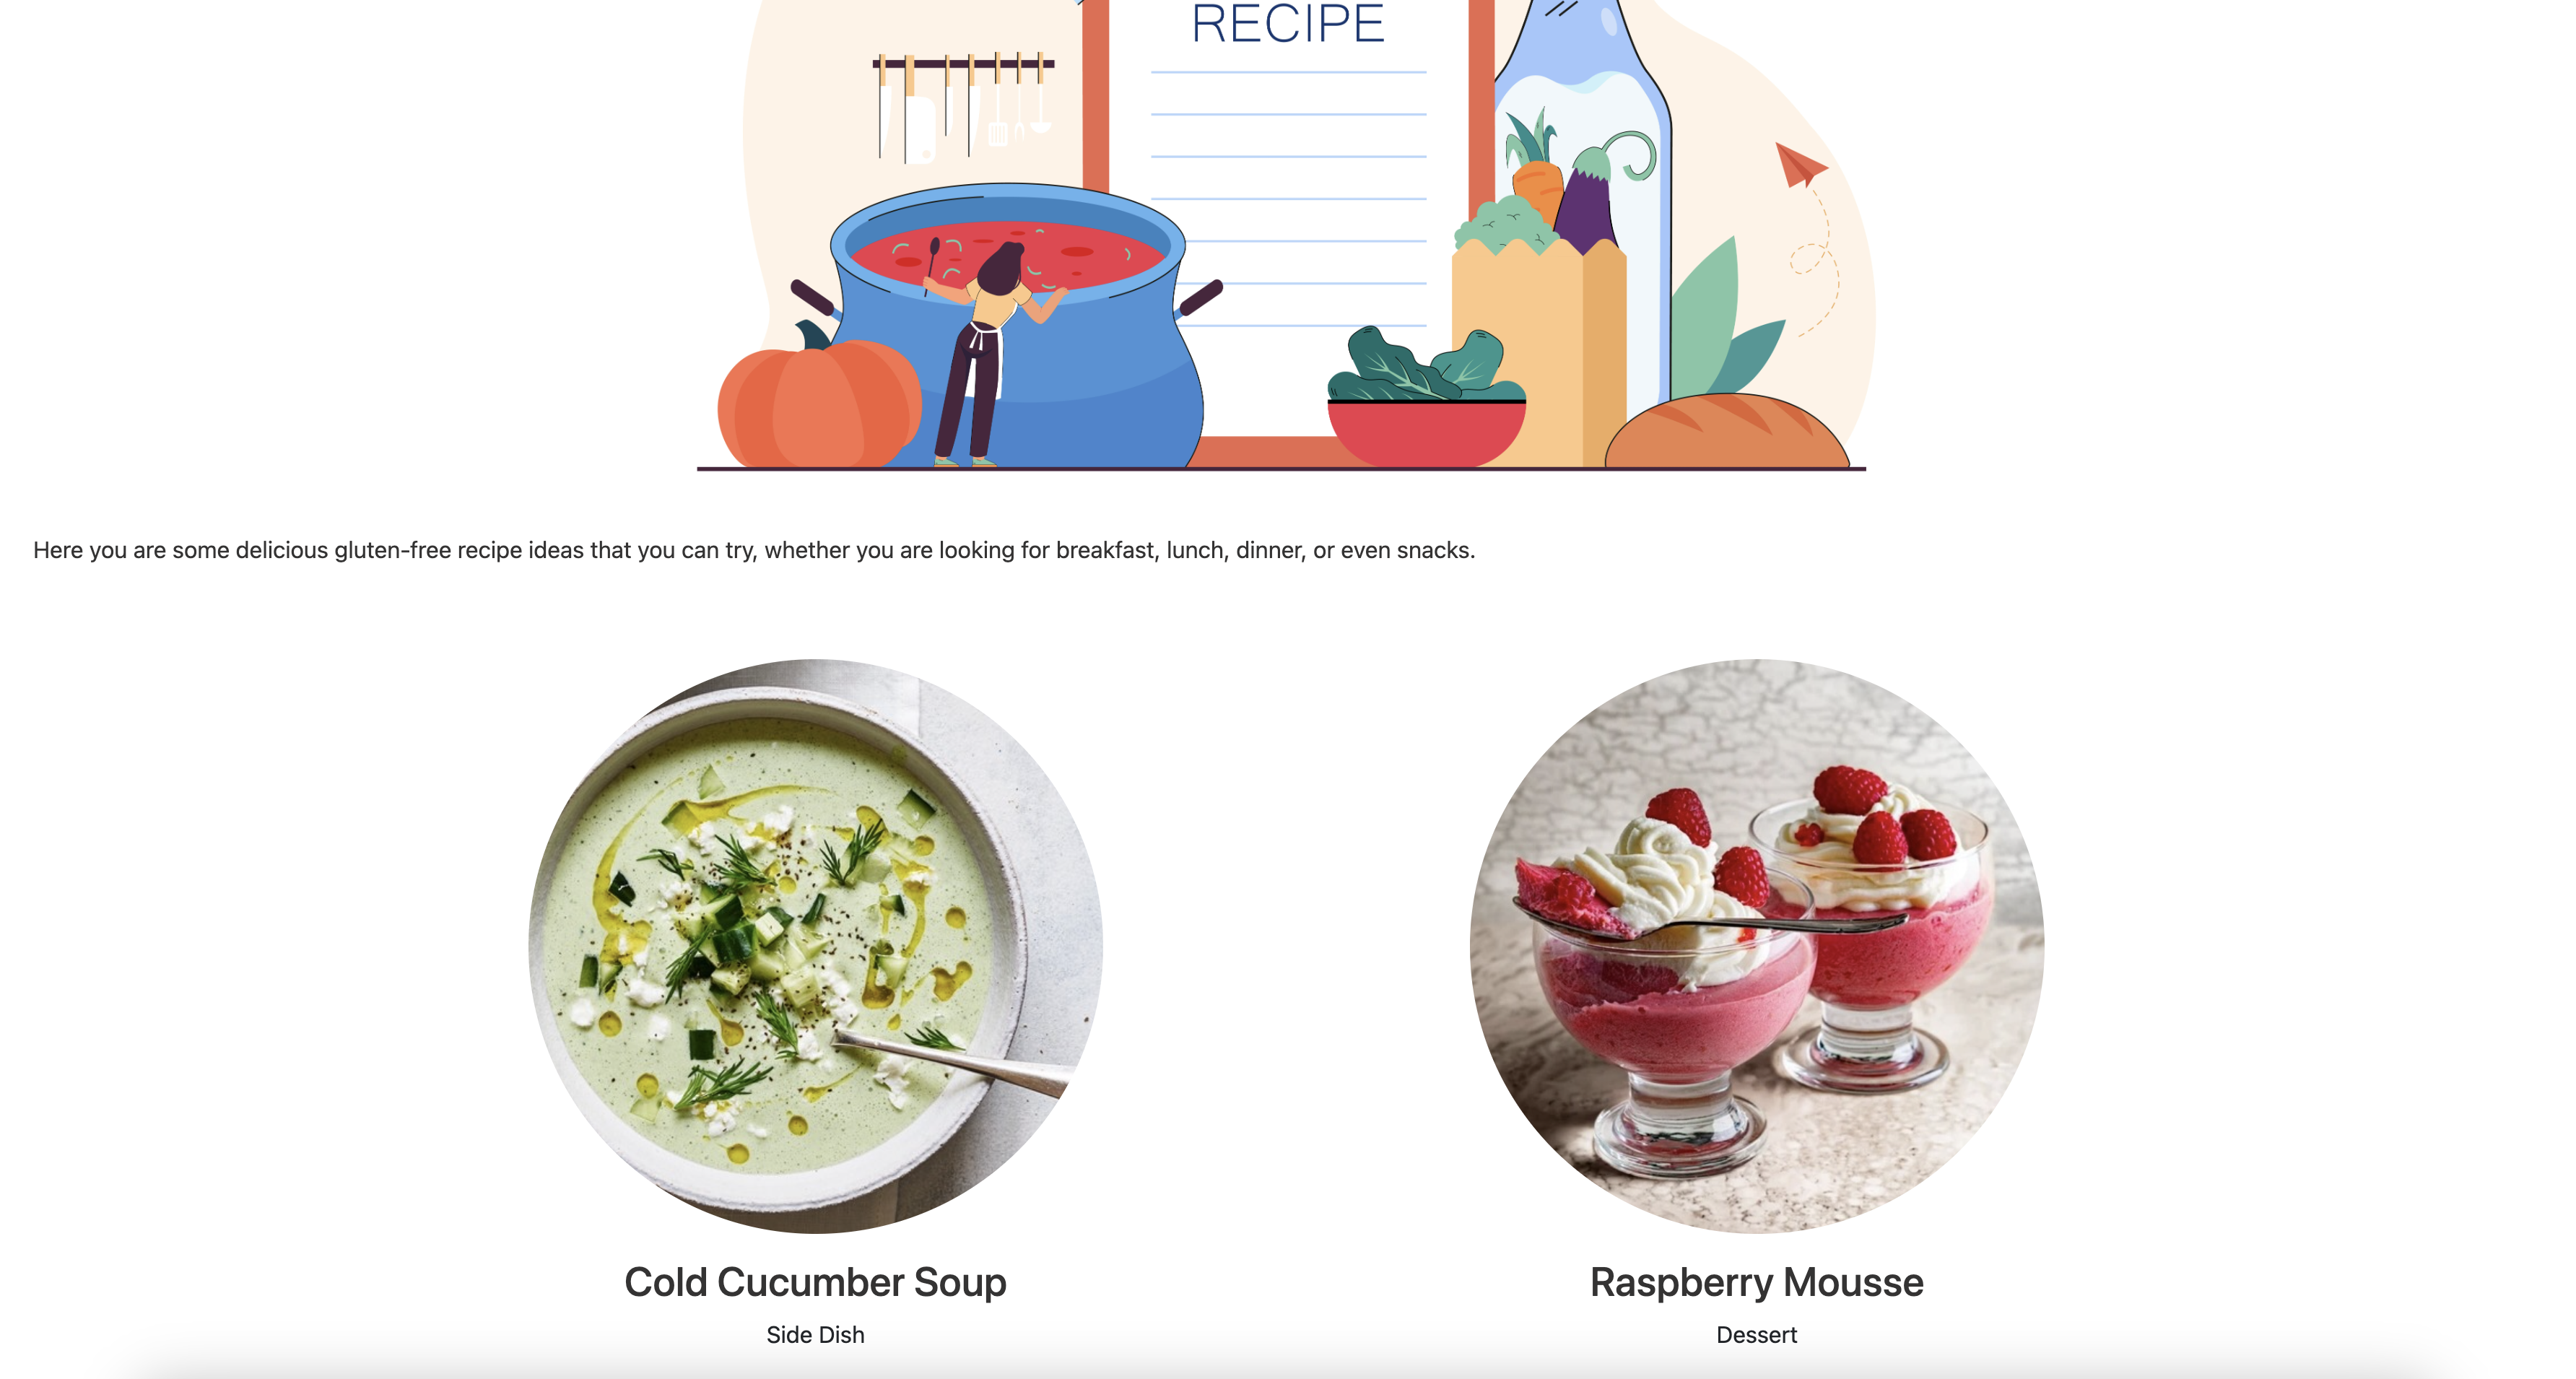 RECIPE
Here you are some delicious gluten-free recipe ideas that you can try, whether you are looking for breakfast, lunch, dinner, or even snacks.
Cold Cucumber Soup
Side Dish
Raspberry Mousse
Dessert